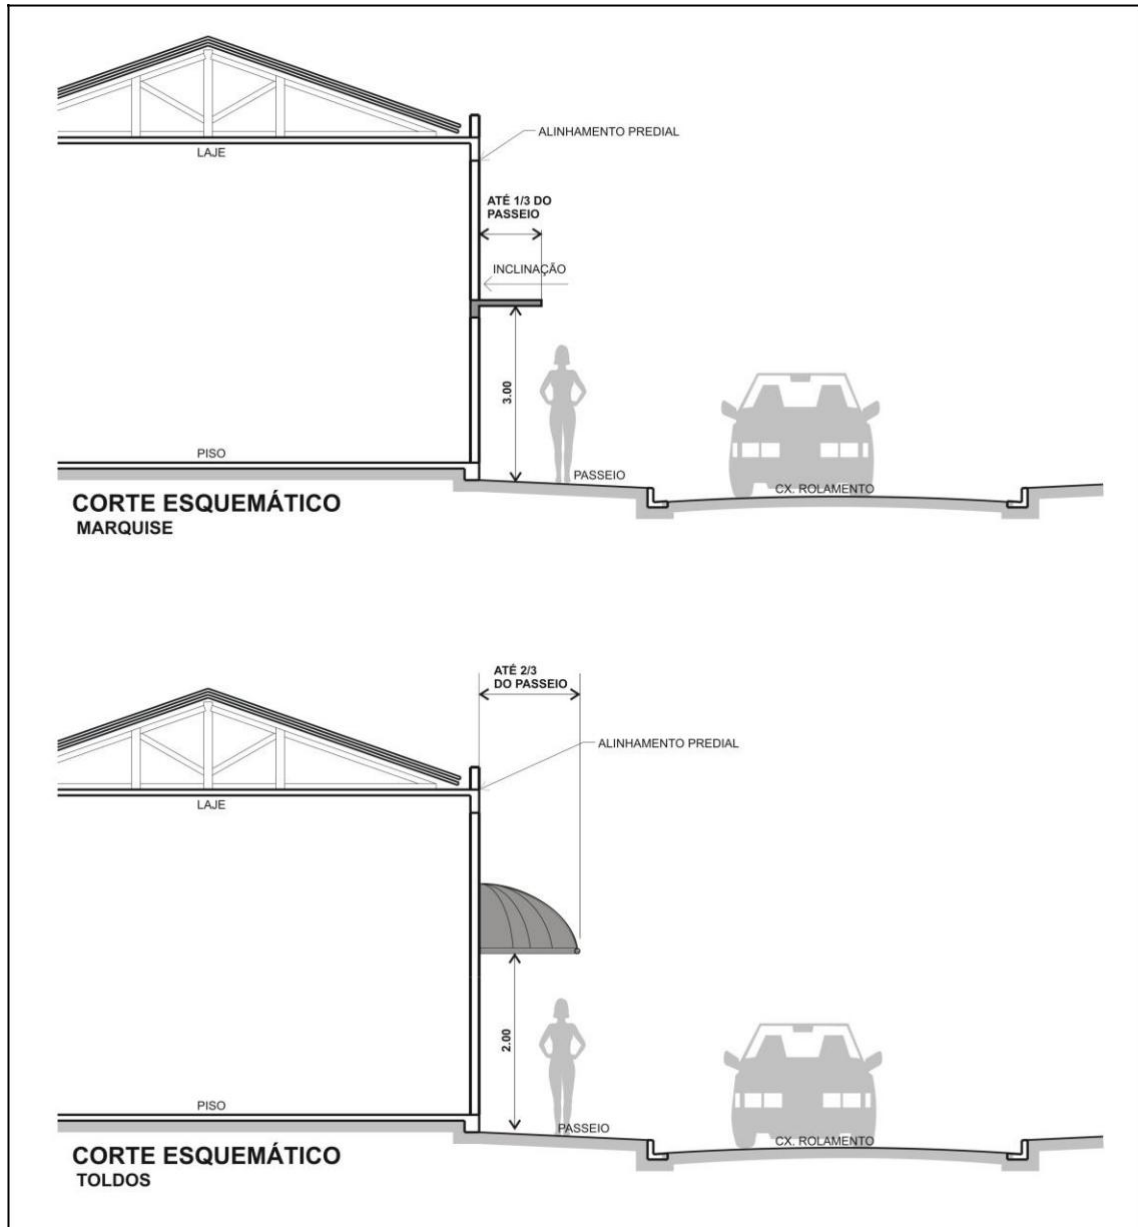 ALINHAMENTO PREDIAL
LAJE
ATÉ 1/3 DO
PASSEIO
INCLINAÇÃO
3.00
PISO
PASSEIO
CX. ROLAMENTO
CORTE ESQUEMÁTICO
MARQUISE
ATÉ 2/3
DO PASSEIO
ALINHAMENTO PREDIAL
LAJE
2.00
PISO
PASSEIO
CX. ROLAMENTO
CORTE ESQUEMÁTICO
TOLDOS